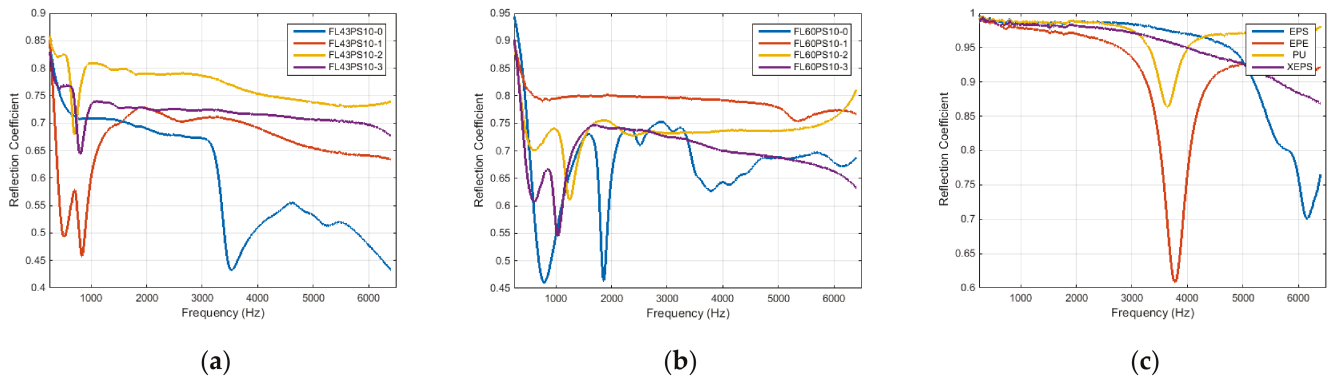 0.9
0.85
0.8
0.75
0.7
0.65
0.6
0.55
0.5
0.45
0.4
Reflection Coefficient
FL43PS10-0
FL43PS10-1
FL43PS10-2
FL43PS10-3
1000 2000 3000 4000 5000 6000
Frequency (Hz)
(a)
0.95
0.9
0.85
0.8
0.75
0.7
0.65
0.6
0.55
0.5
0.45
Reflection Coefficient
FL60PS10-0
FL60PS10-1
FL60PS10-2
FL60PS10-3
1000 2000 3000 4000 5000 6000
Frequency (Hz)
(b)
1
0.95
0.9
0.85
0.8
0.75
0.7
0.65
0.6
Reflection Coefficient
EPS
EPE
PU
XEPS
1000 2000 3000 4000 5000 6000
Frequency (Hz)
(c)